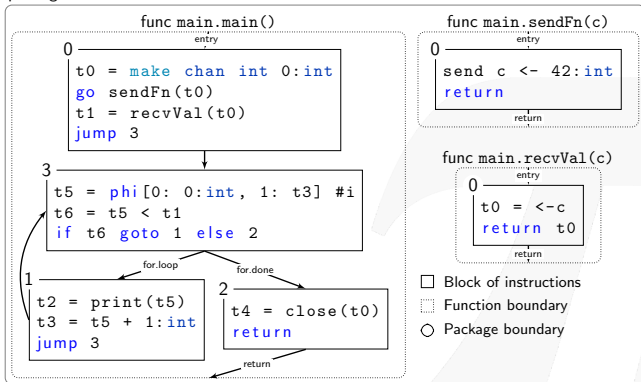 func main.main()
entry
0
t0 = make chan int 0:int
go sendFn(t0)
t1 = recvVal(t0)
jump 3
3
t5 = phi[0: 0:int, 1: t3] #i
t6 = t5 < t1
if t6 goto 1 else 2
for.loop
for.done
1
t2 = print(t5)
t3 = t5 + 1:int
jump 3
2
t4 = close(t0)
return
return
func main.sendFn(c)
entry
0
send c <- 42:int
return
return
func main.recvVal(c)
entry
0
t0 = <-c
return t0
return
Block of instructions
Function boundary
Package boundary